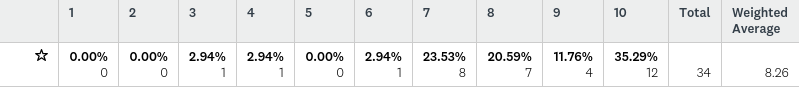 1 2 3 4 5 6 7 8 9 10 Total Weighted
Average
0.00% 0.00% 2.94% 2.94% 0.00% 2.94% 23.53% 20.59% 11.76% 35.29%
0 0 1 1 0 1 8 7 4 12 34 8.26